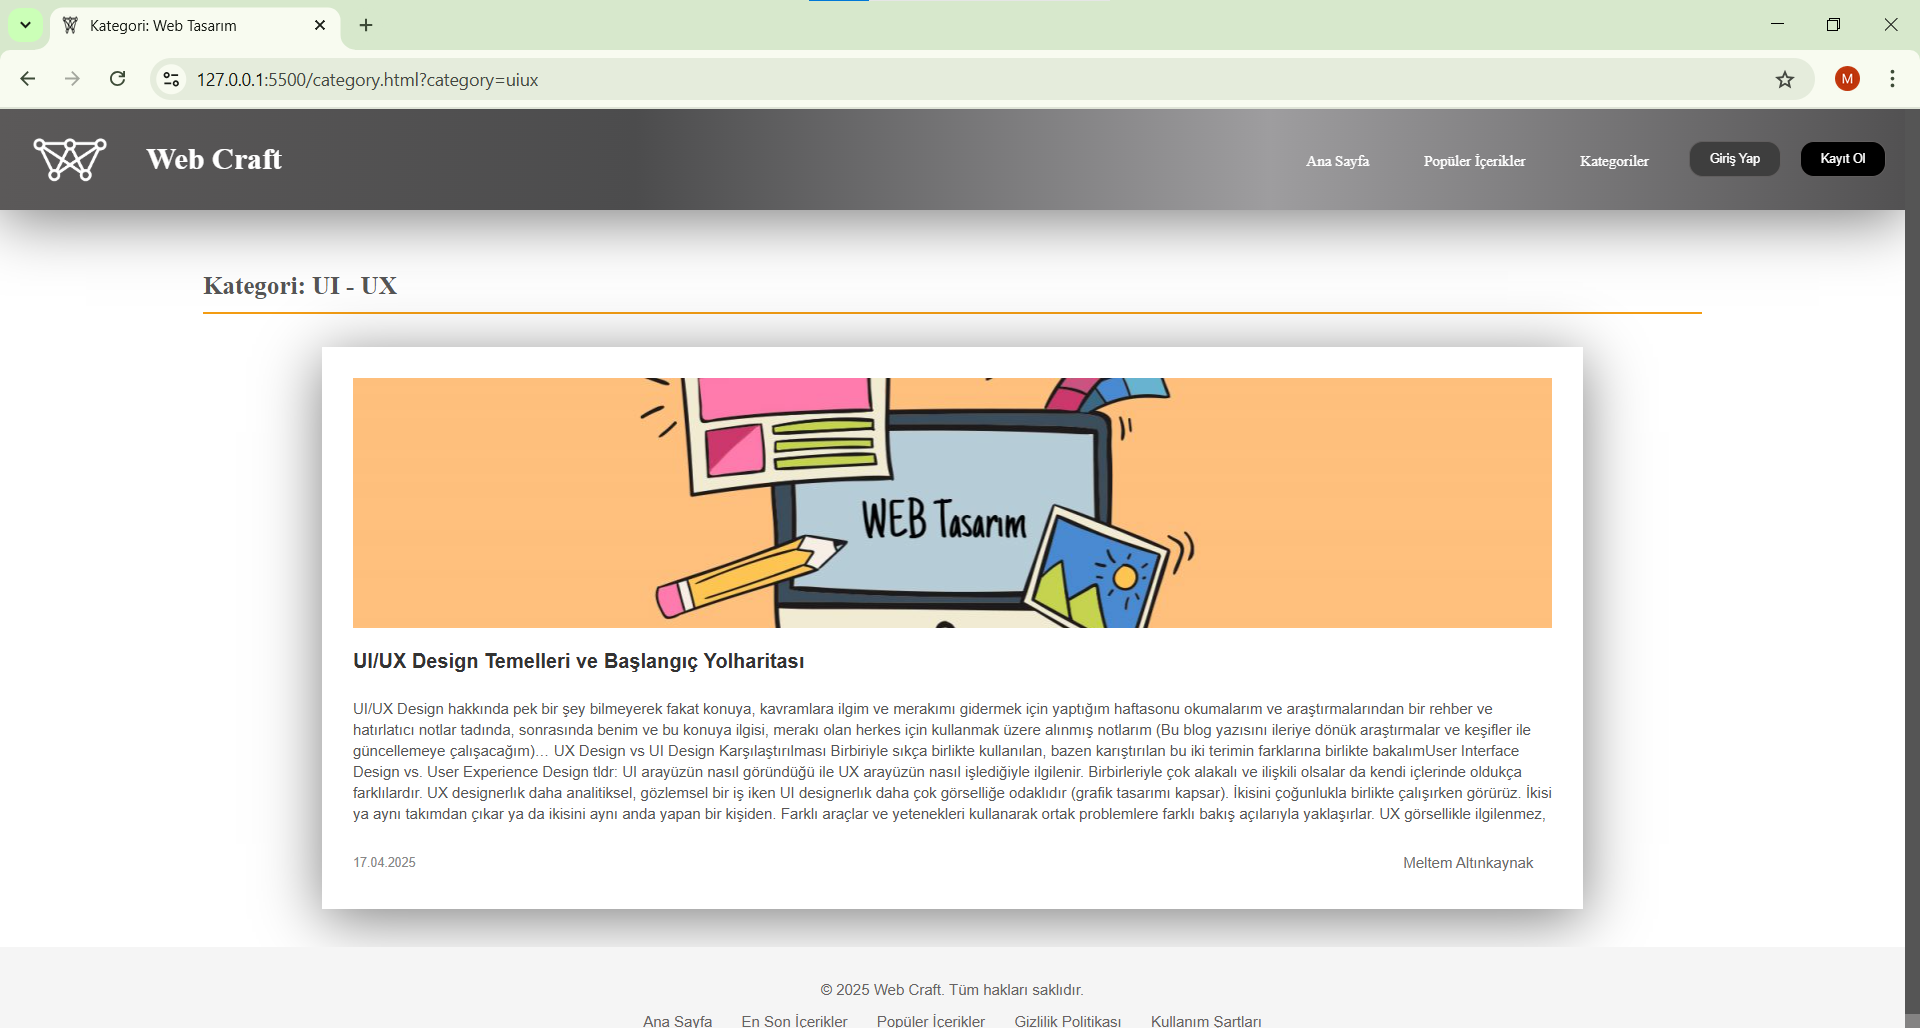 Kategori: Web Tasarım
127.0.0.1:5500/category.html?category=uiux
M
Web Craft
Ana Sayfa
Popüler İçerikler
Kategoriler
Giriş Yap
Kayıt Ol
Kategori: UI - UX
WEB Tasarım
UI/UX Design Temelleri ve Başlangıç Yolharitası
UI/UX Design hakkında pek bir şey bilmeyerek fakat konuya, kavramlara ilgim ve merakımı gidermek için yaptığım haftasonu okumalarım ve araştırmalarından bir rehber ve
hatırlatıcı notlar tadında, sonrasında benim ve bu konuya ilgisi, merakı olan herkes için kullanmak üzere alınmış notlarım (Bu blog yazısını ileriye dönük araştırmalar ve keşifler ile
güncellemeye çalışacağım)… UX Design vs UI Design Karşılaştırılması Birbiriyle sıkça birlikte kullanılan, bazen karıştırılan bu iki terimin farklarına birlikte bakalımUser Interface
Design vs. User Experience Design tldr: UI arayüzün nasıl göründüğü ile UX arayüzün nasıl işlediğiyle ilgilenir. Birbirleriyle çok alakalı ve ilişkili olsalar da kendi içlerinde oldukça
farklılardır. UX designerlık daha analitiksel, gözlemsel bir iş iken UI designerlık daha çok görselliğe odaklıdır (grafik tasarımı kapsar). İkisini çoğunlukla birlikte çalışırken görürüz. İkisi
ya aynı takımdan çıkar ya da ikisini aynı anda yapan bir kişiden. Farklı araçlar ve yetenekleri kullanarak ortak problemlere farklı bakış açılarıyla yaklaşırlar. UX görsellikle ilgilenmez,
17.04.2025
Meltem Altınkaynak
© 2025 Web Craft. Tüm hakları saklıdır.
Ana Sayfa
En Son İçerikler
Popüler İçerikler
Gizlilik Politikası
Kullanım Şartları